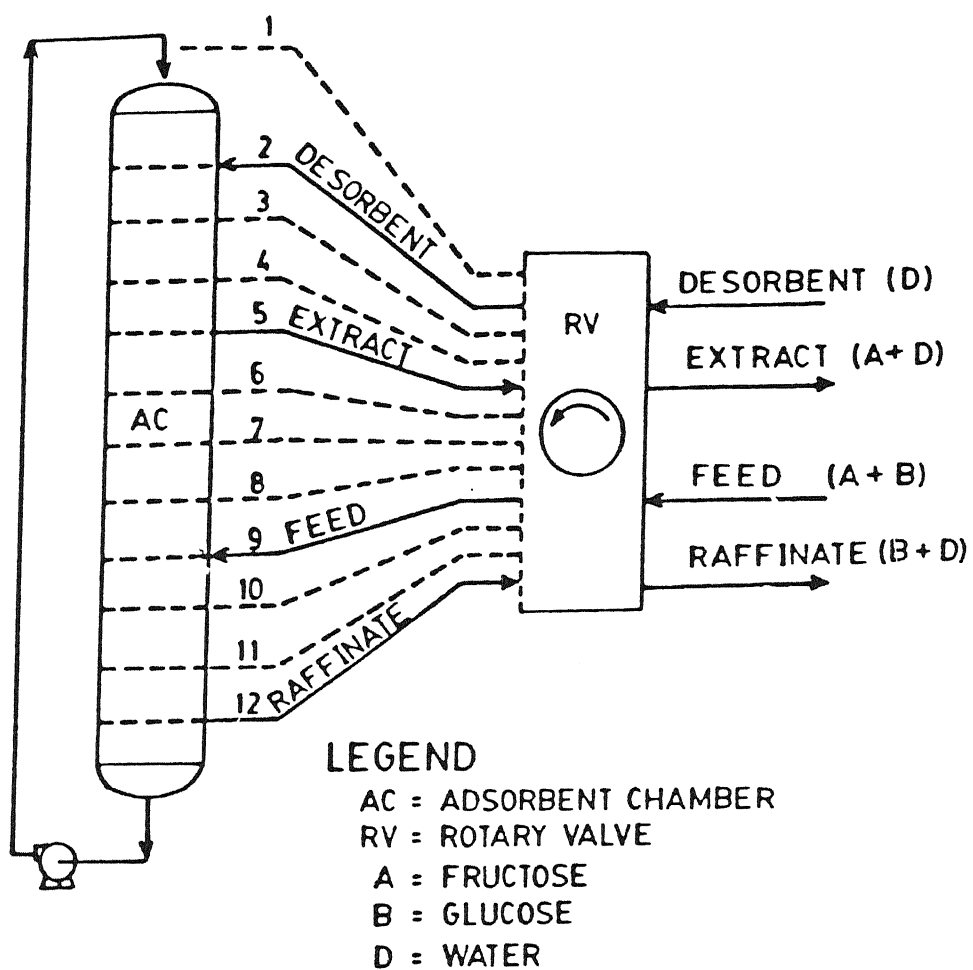 1
2 DESORBENT
3
4
5 EXTRACT
6
7
8
9 FEED
10
11
12 RAFFINATE
AC
RV
DESORBENT (D)
EXTRACT (A+D)
FEED (A+B)
RAFFINATE (B+D)
LEGEND
AC = ADSORBENT CHAMBER
RV = ROTARY VALVE
A = FRUCTOSE
B = GLUCOSE
D = WATER